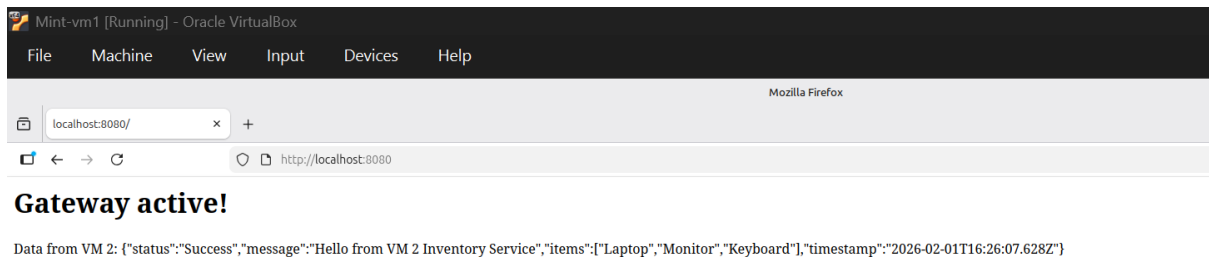 Mint-vm1 [Running] - Oracle VirtualBox
File Machine View Input Devices Help
Mozilla Firefox
localhost:8080/
http://localhost:8080
Gateway active!
Data from VM 2: {"status":"Success","message":"Hello from VM 2 Inventory Service","items":["Laptop","Monitor","Keyboard"],"timestamp":"2026-02-01T16:26:07.628Z"}